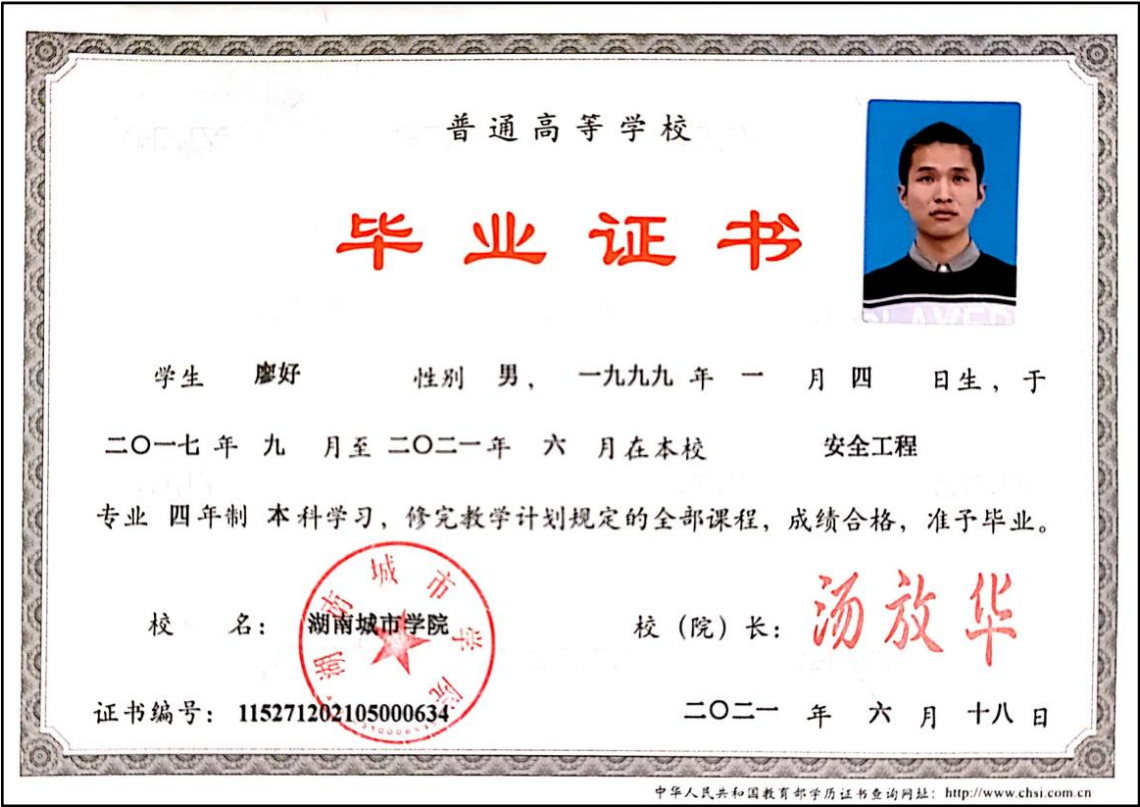 普通高等学校
毕业证书
学生 廖好 性别 男， 一九九九 年 一 月 四 日生，于
二〇一七 年 九 月至 二〇二一 年 六 月在本校 安全工程
专业 四年制 本科学习，修完教学计划规定的全部课程，成绩合格，准予毕业。
校 名： 湖南城市学院
湖南城市学院
校（院）长： 汤放华
证书编号： 115271202105000634
二〇二一 年 六 月 十八 日
中华人民共和国教育部学历证书查询网址： http://www.chsi.com.cn